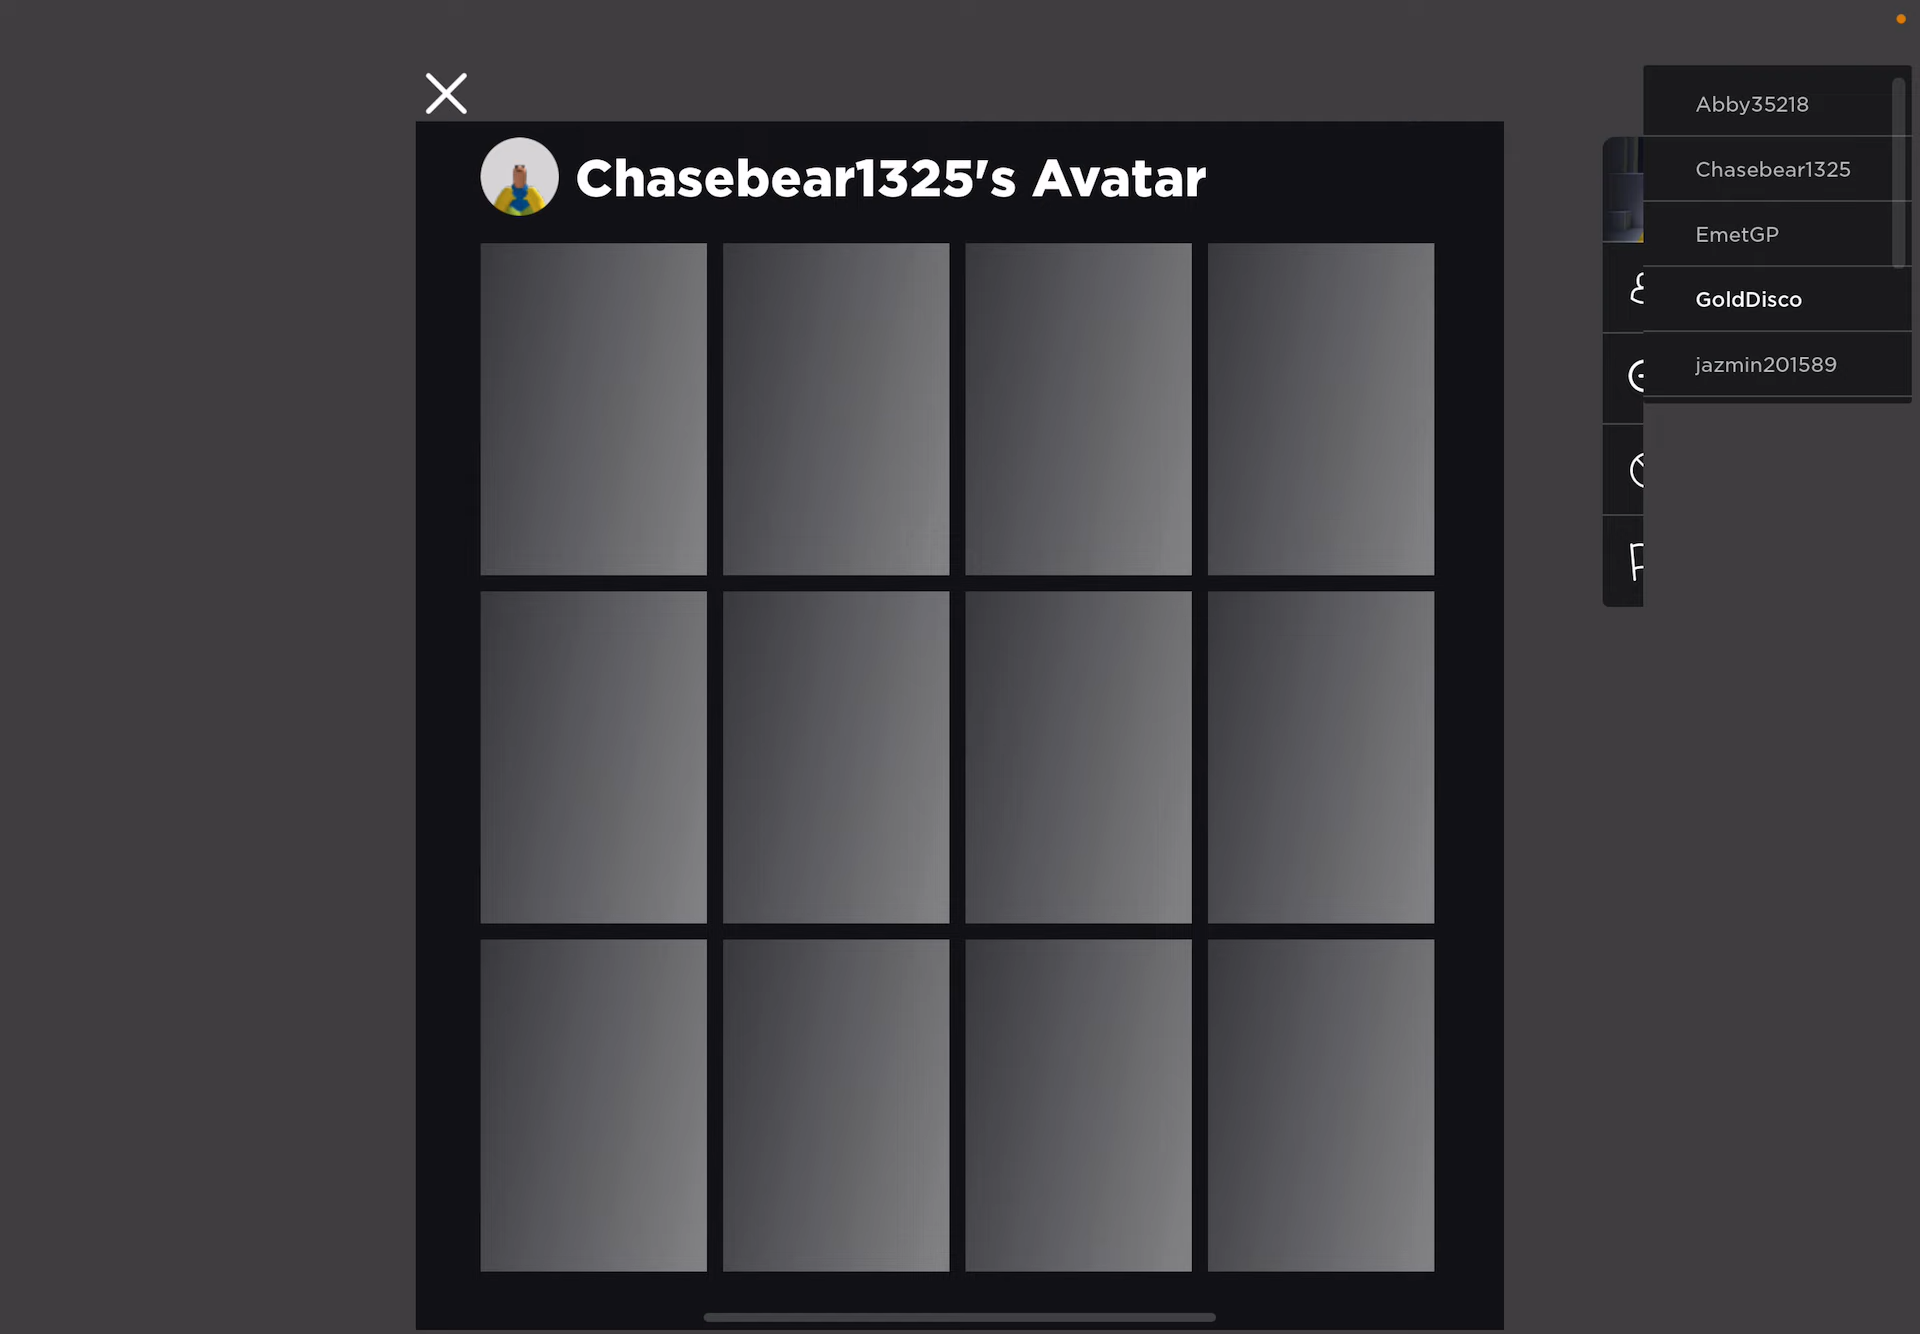 Chasebear1325's Avatar
Abby35218
Chasebear1325
EmetGP
GoldDisco
jazmin201589